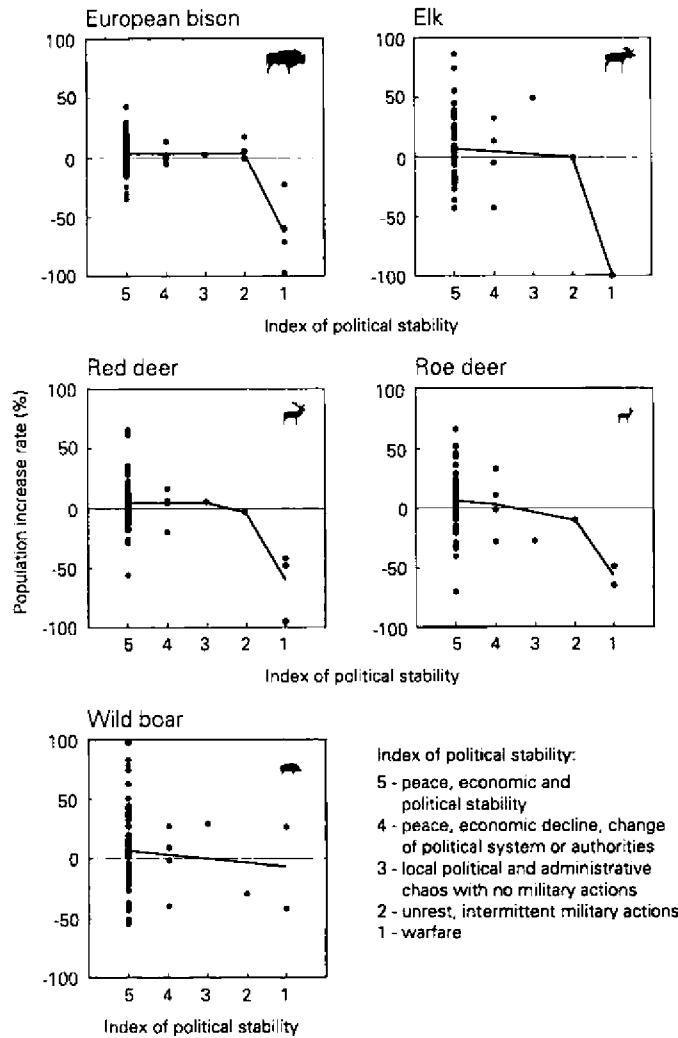 European bison
Elk
100
50
0
-50
-100
5 4 3 2 1
100
50
0
-50
-100
5 4 3 2 1
Index of political stability
Red deer
Roe deer
Population increase rate (%)
100
50
0
-50
-100
5 4 3 2 1
100
50
0
-50
-100
5 4 3 2 1
Index of political stability
Wild boar
100
50
0
-50
-100
5 4 3 2 1
Index of political stability
Index of political stability:
5 - peace, economic and
political stability
4 - peace, economic decline, change
of political system or authorities
3 - local political and administrative
chaos with no military actions
2 - unrest, intermittent military actions
1 - warfare